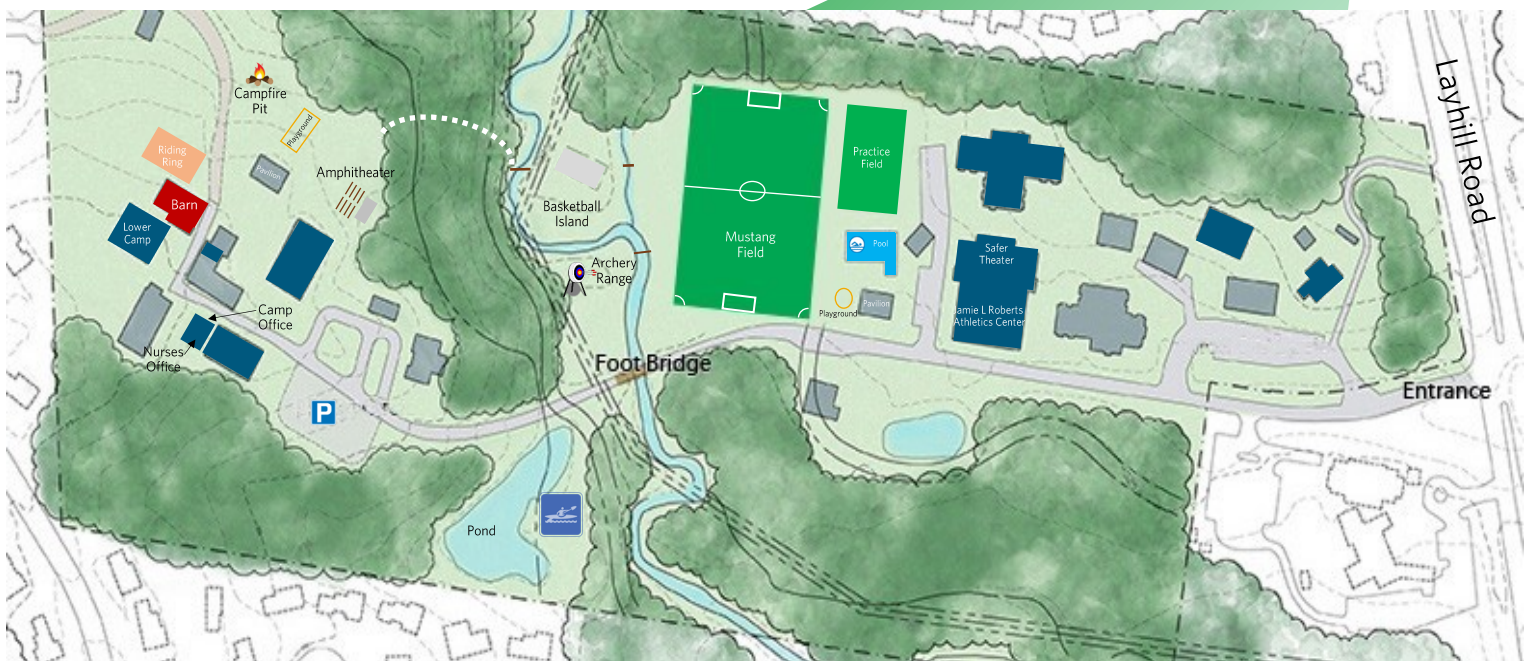 Layhill Road
Campfire
Pit
Playground
Riding
Ring
Pavilion
Amphitheater
Barn
Lower
Camp
Basketball
Island
Archery
Range
Mustang
Field
Practice
Field
Pool
Playground
Pavilion
Safer
Theater
Jamie L Roberts
Athletics Center
Camp
Office
Nurses
Office
Foot Bridge
Entrance
P
Pond